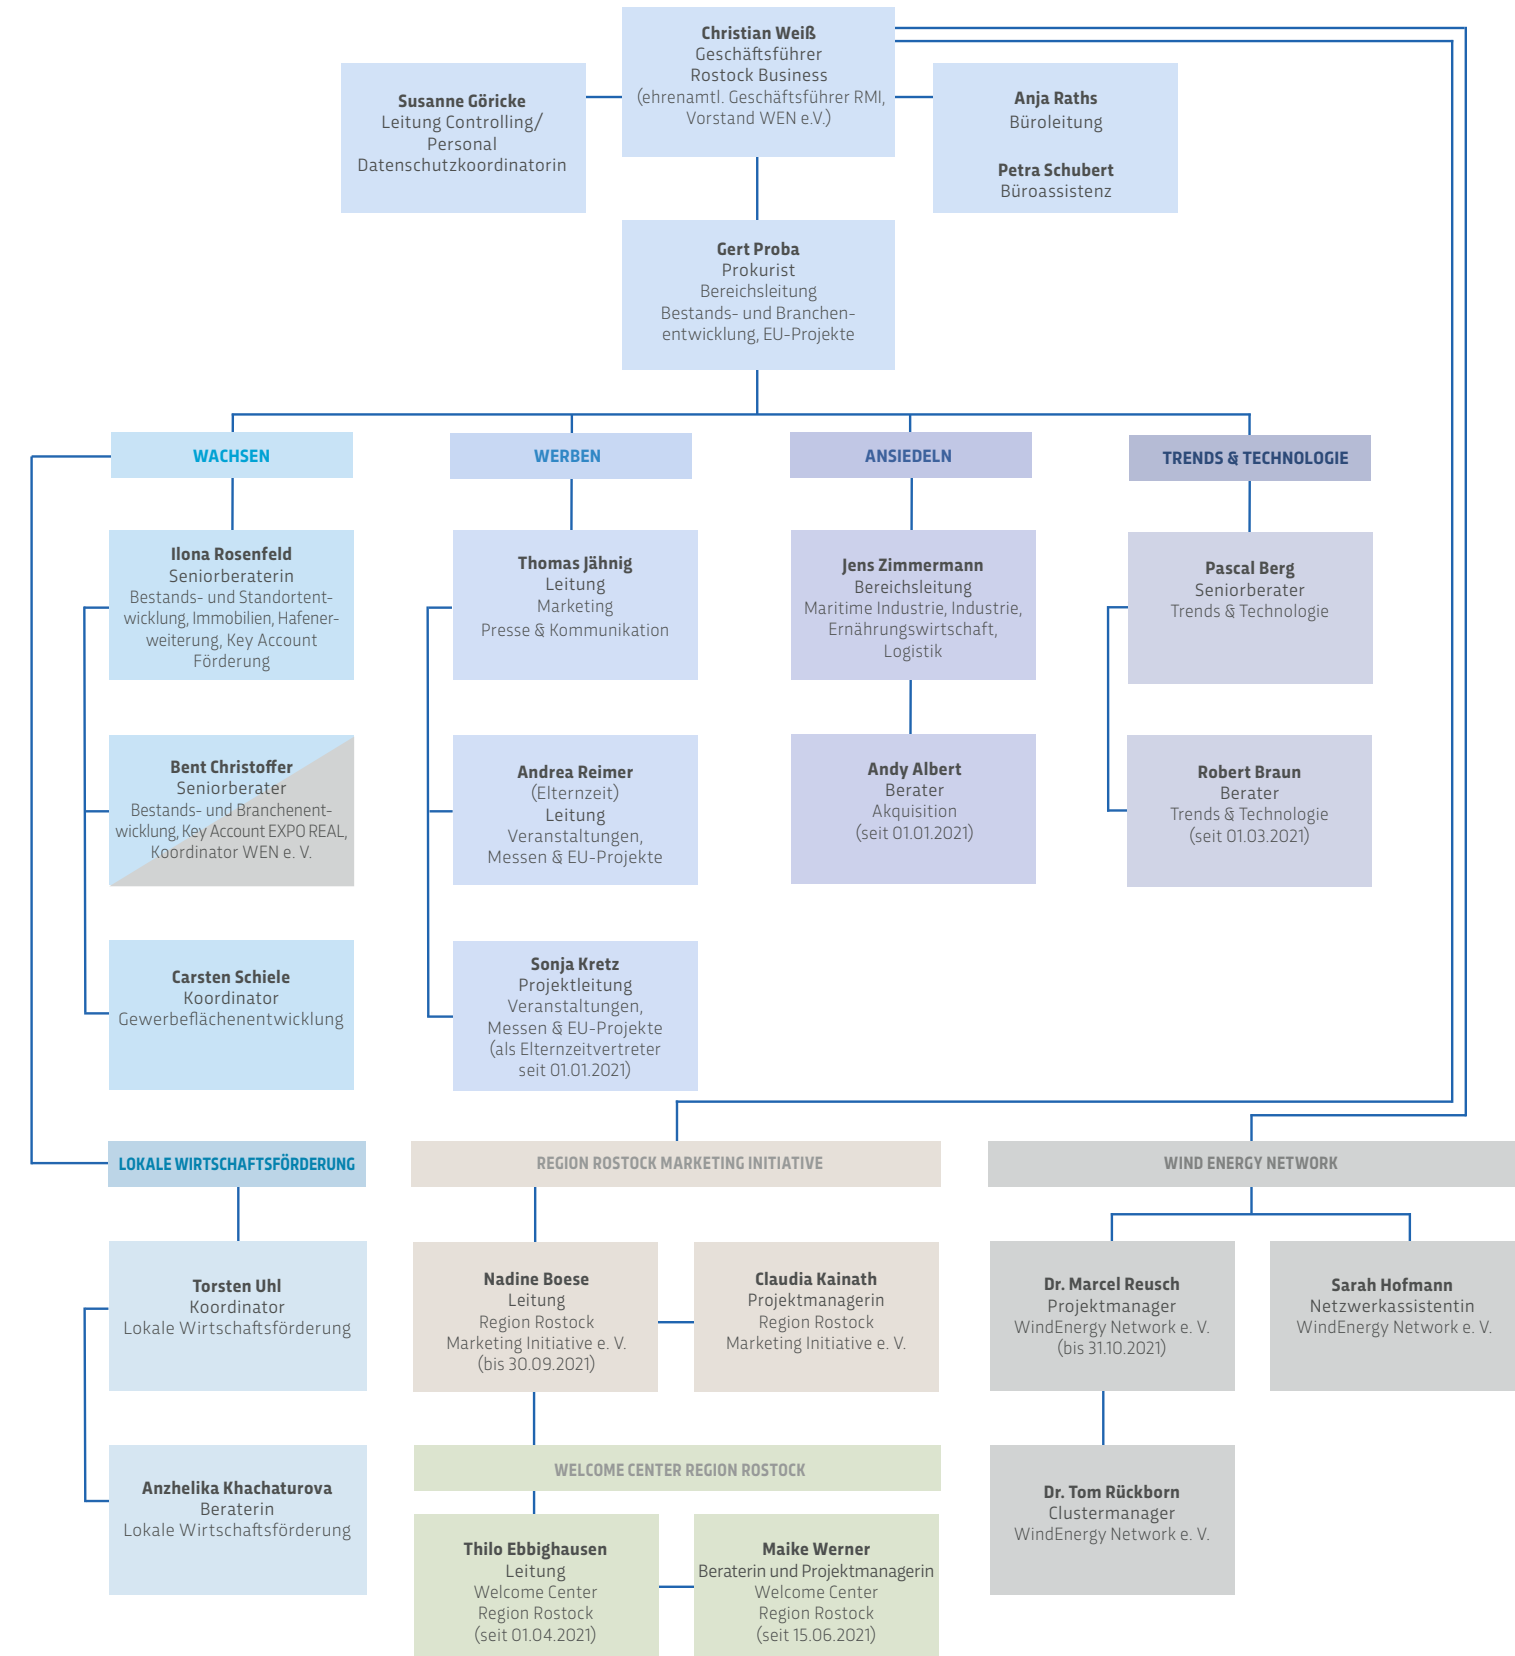 Christian Weiß
Geschäftsführer
Rostock Business
(ehrenamtl. Geschäftsführer RMI,
Vorstand WEN e.V.)
Susanne Göricke
Leitung Controlling/
Personal
Datenschutzkoordinatorin
Anja Raths
Büroleitung
Petra Schubert
Büroassistenz
Gert Proba
Prokurist
Bereichsleitung
Bestands- und Branchen-
entwicklung, EU-Projekte
WACHSEN
WERBEN
ANSIEDELN
TRENDS & TECHNOLOGIE
Ilona Rosenfeld
Seniorberaterin
Bestands- und Standortent-
wicklung, Immobilien, Hafener-
weiterung, Key Account
Förderung
Thomas Jähnig
Leitung
Marketing
Presse & Kommunikation
Jens Zimmermann
Bereichsleitung
Maritime Industrie, Industrie,
Ernährungswirtschaft,
Logistik
Pascal Berg
Seniorberater
Trends & Technologie
Bent Christoffer
Seniorberater
Bestands- und Branchenent-
wicklung, Key Account EXPO REAL,
Koordinator WEN e. V.
Andrea Reimer
(Elternzeit)
Leitung
Veranstaltungen,
Messen & EU-Projekte
Andy Albert
Berater
Akquisition
(seit 01.01.2021)
Robert Braun
Berater
Trends & Technologie
(seit 01.03.2021)
Carsten Schiele
Koordinator
Gewerbeflächenentwicklung
Sonja Kretz
Projektleitung
Veranstaltungen,
Messen & EU-Projekte
(als Elternzeitvertreter
seit 01.01.2021)
LOKALE WIRTSCHAFTSFÖRDERUNG
REGION ROSTOCK MARKETING INITIATIVE
WIND ENERGY NETWORK
Torsten Uhl
Koordinator
Lokale Wirtschaftsförderung
Nadine Boese
Leitung
Region Rostock
Marketing Initiative e. V.
(bis 30.09.2021)
Claudia Kainath
Projektmanagerin
Region Rostock
Marketing Initiative e. V.
Dr. Marcel Reusch
Projektmanager
WindEnergy Network e. V.
(bis 31.10.2021)
Sarah Hofmann
Netzwerkassistentin
WindEnergy Network e. V.
Anzhelika Khachaturova
Beraterin
Lokale Wirtschaftsförderung
WELCOME CENTER REGION ROSTOCK
Thilo Ebbighausen
Leitung
Welcome Center
Region Rostock
(seit 01.04.2021)
Maike Werner
Beraterin und Projektmanagerin
Welcome Center
Region Rostock
(seit 15.06.2021)
Dr. Tom Rückborn
Clustermanager
WindEnergy Network e. V.